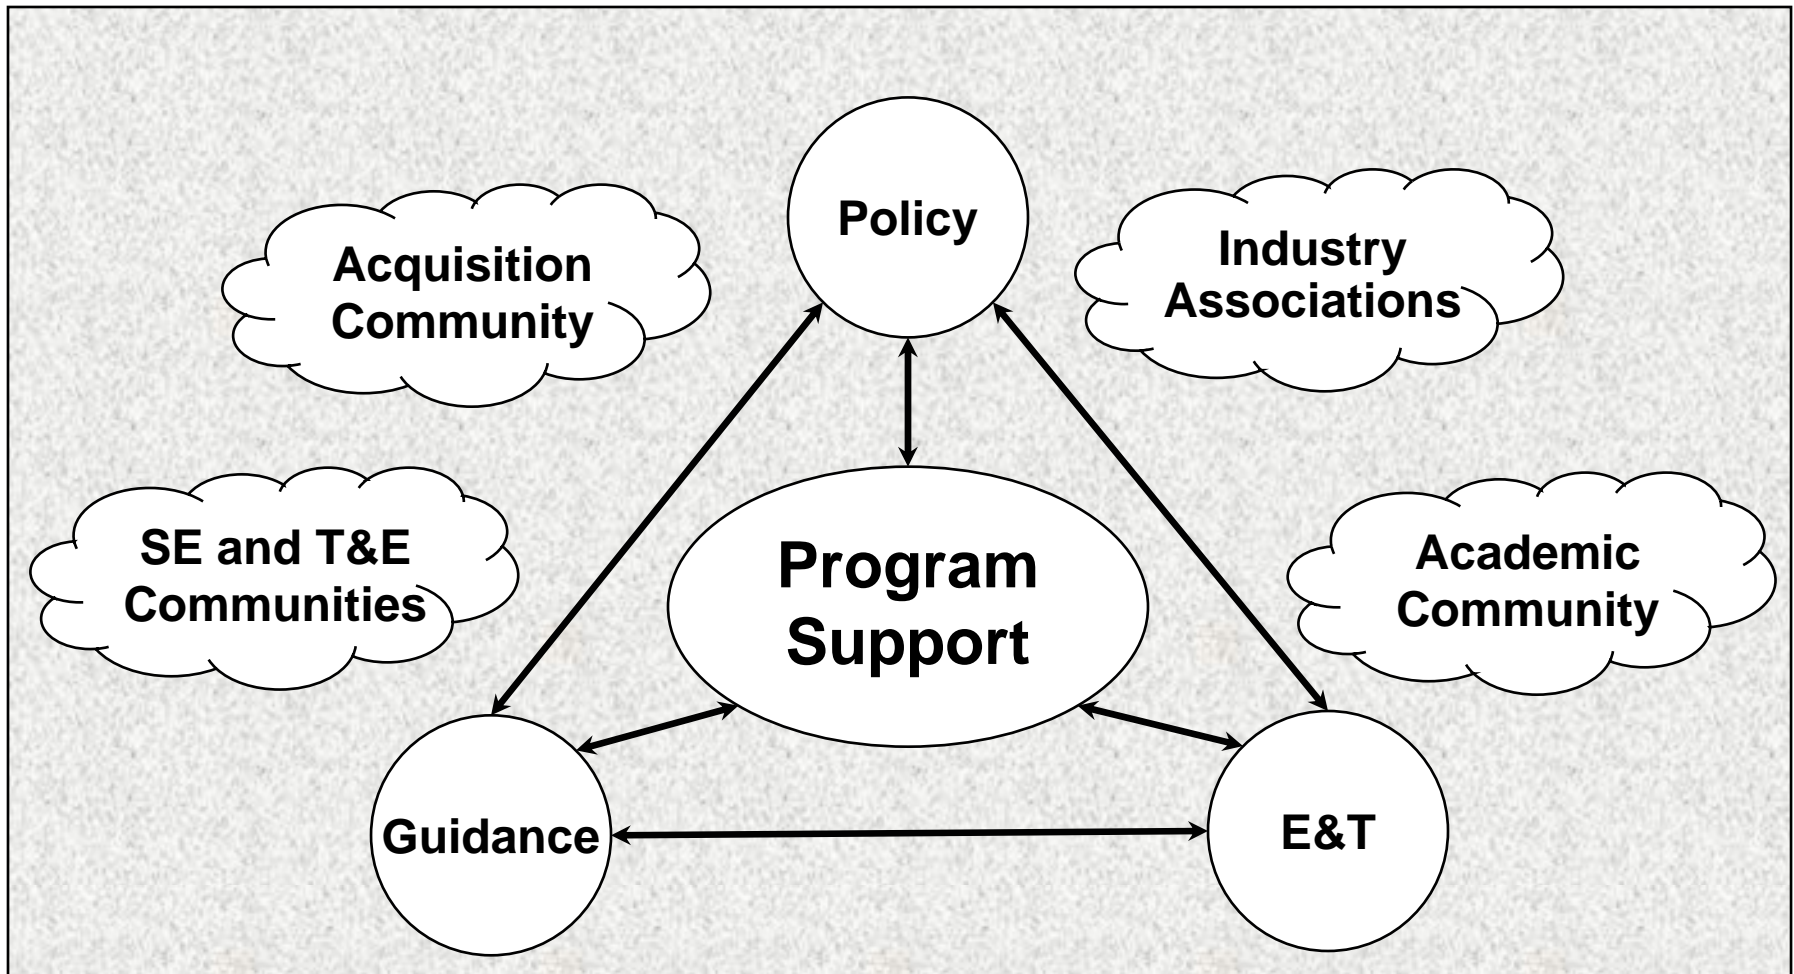 Policy
Acquisition
Community
Industry
Associations
SE and T&E
Communities
Program
Support
Academic
Community
Guidance
E&T